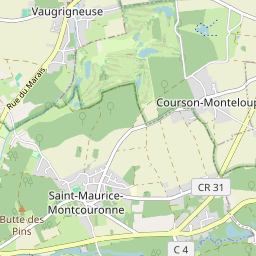 Vaugrigneuse
Rue du Marais
Courson-Monteloup
CR 31
Saint-Maurice-
Montcouronne
Butte des
Pins
C 4